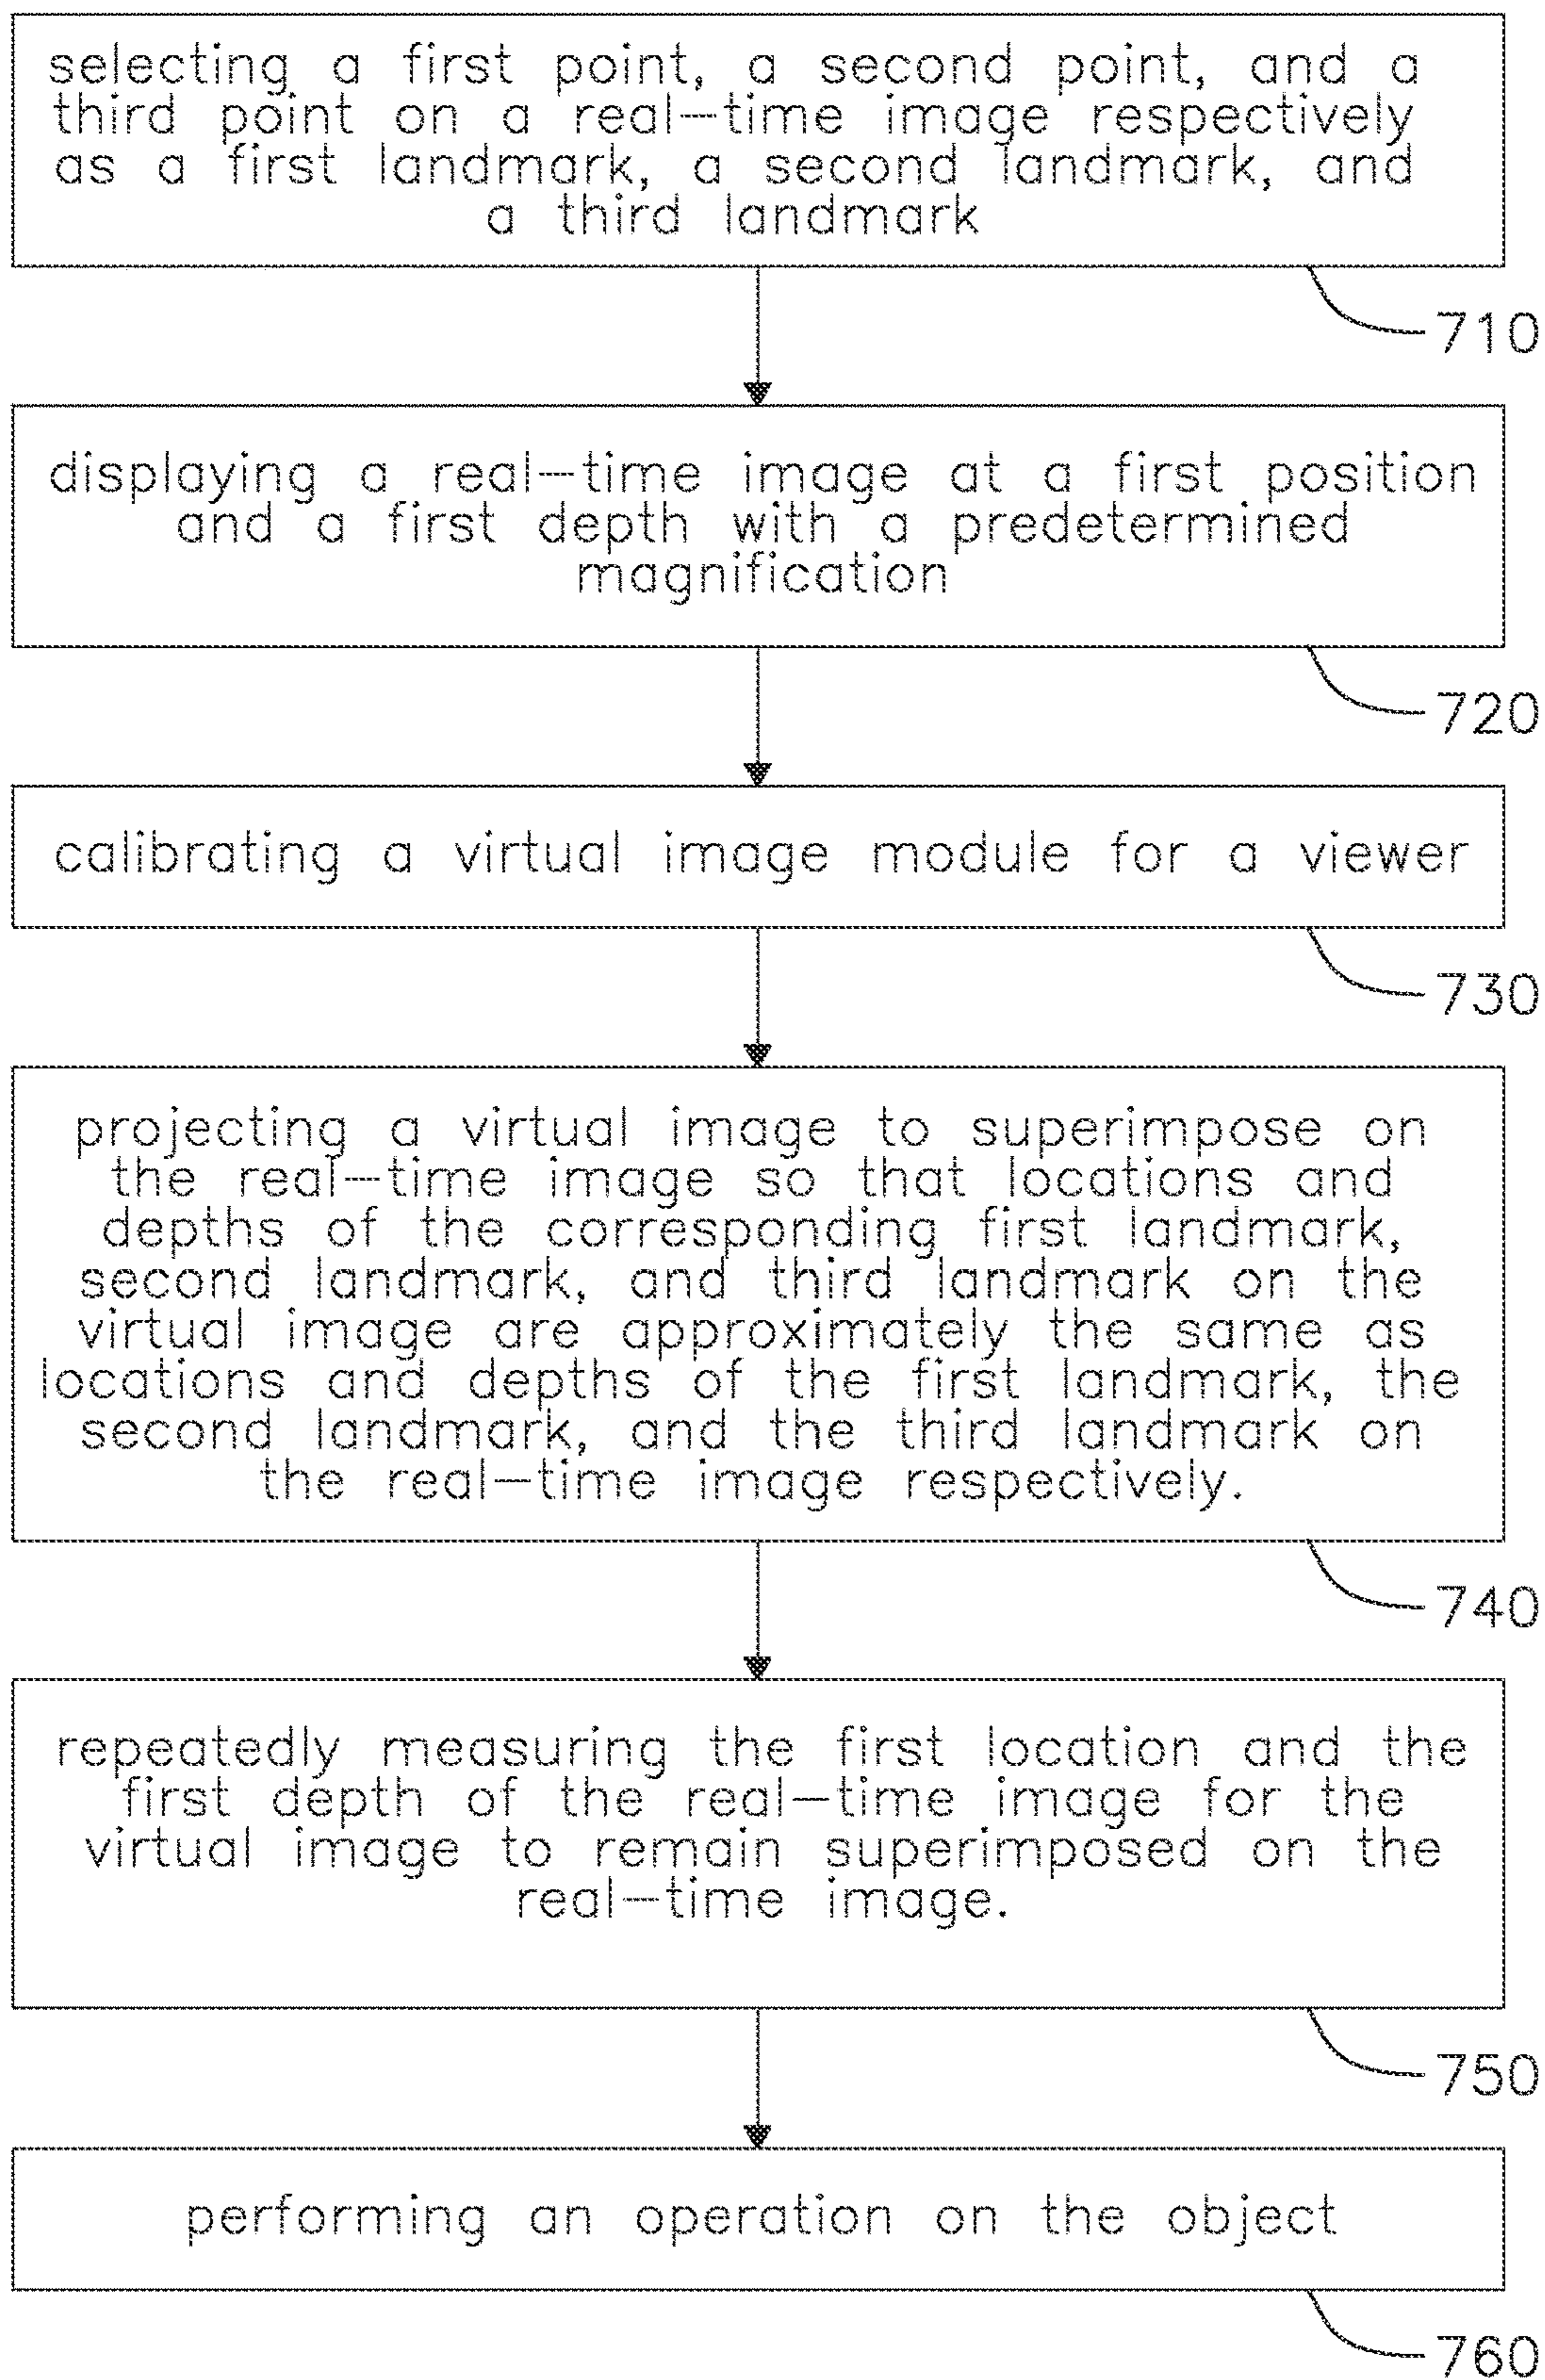 selecting a first point, a second point, and a
third point on a real-time image respectively
as a first landmark, a second landmark, and
a third landmark
710
displaying a real-time image at a first position
and a first depth with a predetermined
magnification
720
calibrating a virtual image module for a viewer
730
projecting a virtual image to superimpose on
the real-time image so that locations and
depths of the corresponding first landmark,
second landmark, and third landmark on the
virtual image are approximately the same as
locations and depths of the first landmark, the
second landmark, and the third landmark on
the real-time image respectively.
740
repeatedly measuring the first location and the
first depth of the real-time image for the
virtual image to remain superimposed on the
real-time image.
750
performing an operation on the object
760